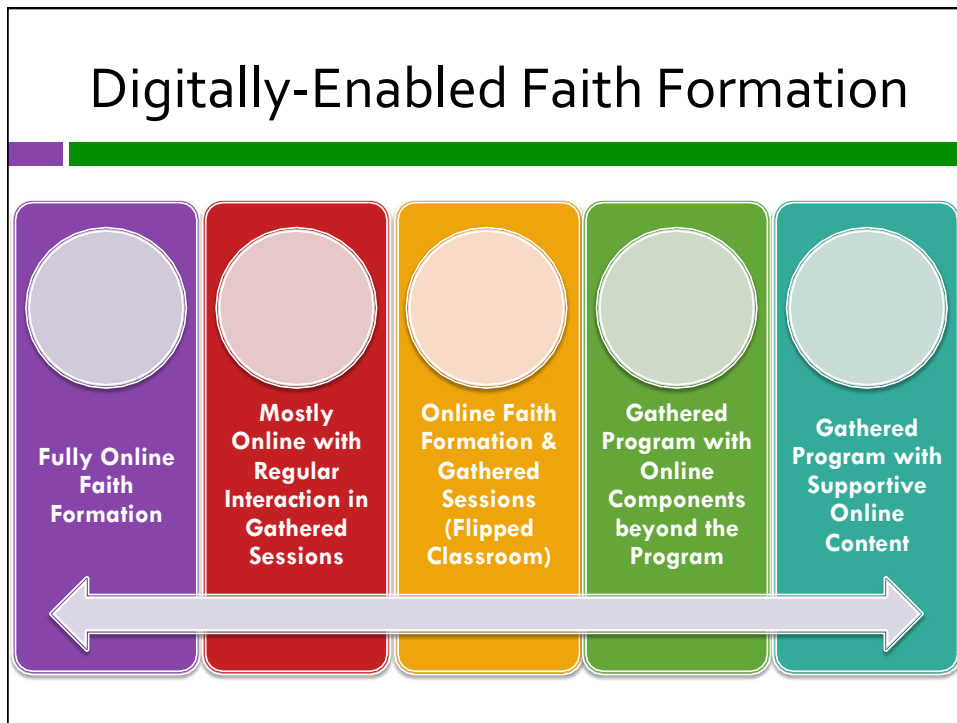 Digitally-Enabled Faith Formation
Fully Online
Faith
Formation
Mostly
Online with
Regular
Interaction in
Gathered
Sessions
Online Faith
Formation &
Gathered
Sessions
(Flipped
Classroom)
Gathered
Program with
Online
Components
beyond the
Program
Gathered
Program with
Supportive
Online
Content